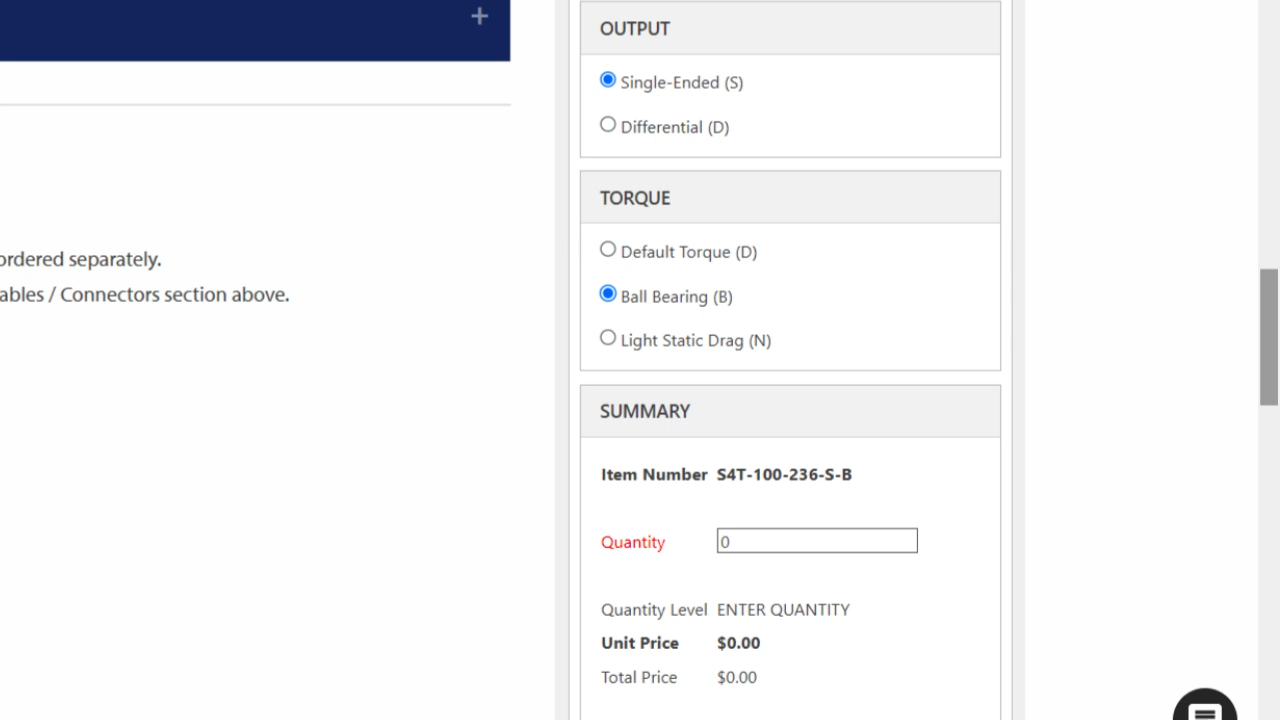 +
ordered separately.
ables / Connectors section above.
OUTPUT
Single-Ended (S)
Differential (D)
TORQUE
Default Torque (D)
Ball Bearing (B)
Light Static Drag (N)
SUMMARY
Item Number S4T-100-236-S-B
Quantity 0
Quantity Level ENTER QUANTITY
Unit Price $0.00
Total Price $0.00